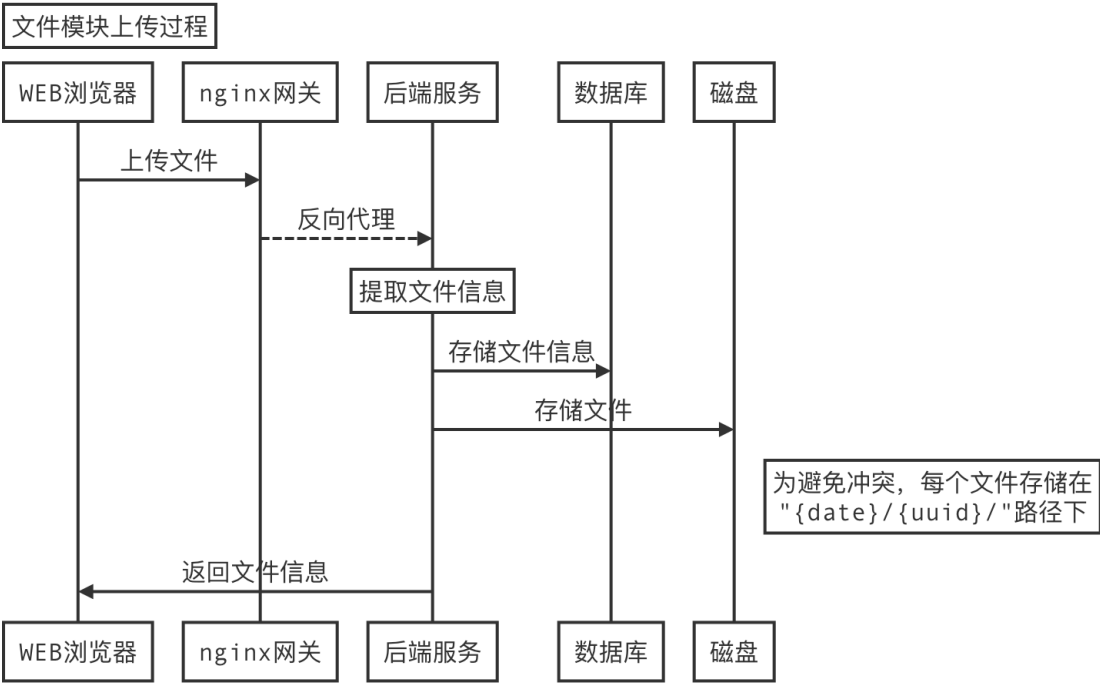 文件模块上传过程
WEB浏览器
nginx网关
后端服务
数据库
磁盘
上传文件
反向代理
提取文件信息
存储文件信息
存储文件
为避免冲突，每个文件存储在
"{date}/{uuid}/"路径下
返回文件信息
WEB浏览器
nginx网关
后端服务
数据库
磁盘